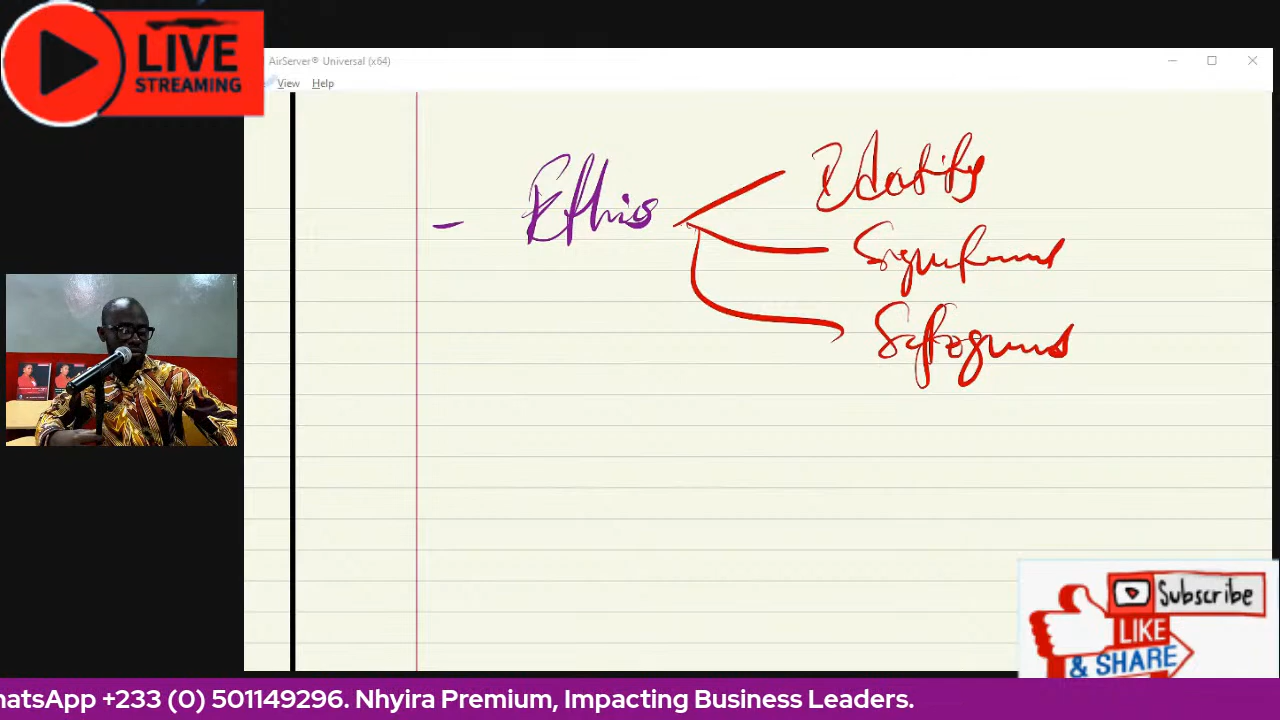 LIVE
STREAMING
AirServer® Universal (x64)
View Help
- Ethics
Identify
Significance
Safeguards
Subscribe
LIKE
& SHARE
hatsApp +233 (0) 501149296. Nhyira Premium, Impacting Business Leaders.